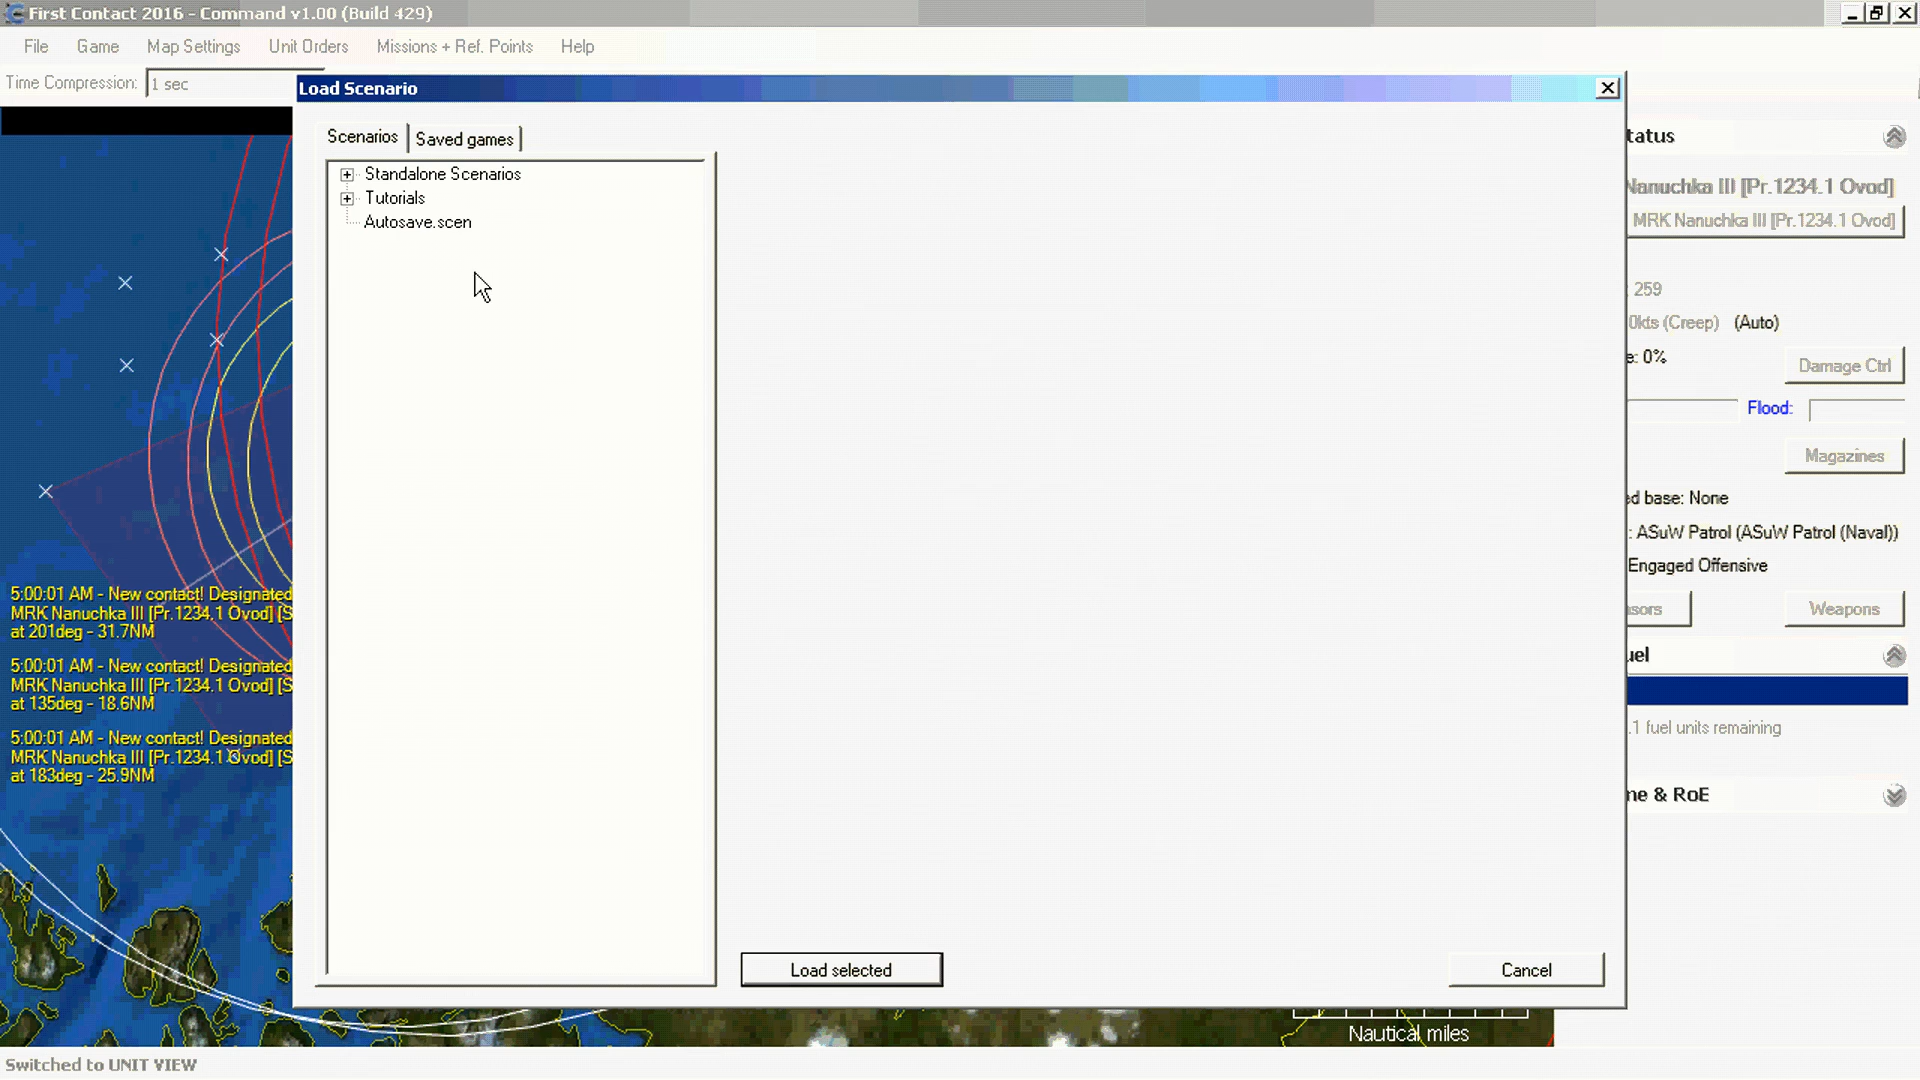 First Contact 2016 - Command v1.00 (Build 429)
File Game Map Settings Unit Orders Missions + Ref. Points Help
Time Compression: 1 sec
Load Scenario
Scenarios Saved games
Standalone Scenarios
Tutorials
Autosave.scen
Load selected
Cancel
tatus
Nanuchka III [Pr.1234.1 Ovod]
MRK Nanuchka III [Pr.1234.1 Ovod]
259
0kts (Creep) (Auto)
e: 0%
Damage Ctrl
Flood:
Magazines
ed base: None
: ASuW Patrol (ASuW Patrol (Naval))
Engaged Offensive
nsors
Weapons
uel
.1 fuel units remaining
ne & RoE
5:00:01 AM - New contact! Designated
MRK Nanuchka III [Pr.1234.1 Ovod] [S
at 201deg - 31.7NM
5:00:01 AM - New contact! Designated
MRK Nanuchka III [Pr.1234.1 Ovod] [S
at 135deg - 18.6NM
5:00:01 AM - New contact! Designated
MRK Nanuchka III [Pr.1234.1 Ovod] [S
at 183deg - 25.9NM
Nautical miles
Switched to UNIT VIEW